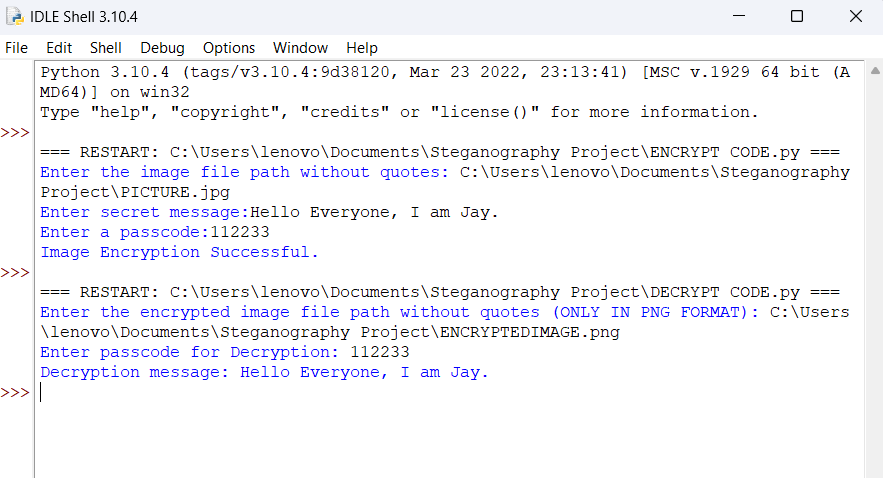 IDLE Shell 3.10.4
File Edit Shell Debug Options Window Help
Python 3.10.4 (tags/v3.10.4:9d38120, Mar 23 2022, 23:13:41) [MSC v.1929 64 bit (A
MD64)] on win32
Type "help", "copyright", "credits" or "license()" for more information.
>>>
=== RESTART: C:\Users\lenovo\Documents\Steganography Project\ENCRYPT CODE.py ===
Enter the image file path without quotes: C:\Users\lenovo\Documents\Steganography
Project\PICTURE.jpg
Enter secret message:Hello Everyone, I am Jay.
Enter a passcode:112233
Image Encryption Successful.
>>>
=== RESTART: C:\Users\lenovo\Documents\Steganography Project\DECRYPT CODE.py ===
Enter the encrypted image file path without quotes (ONLY IN PNG FORMAT): C:\Users
\lenovo\Documents\Steganography Project\ENCRYPTEDIMAGE.png
Enter passcode for Decryption: 112233
Decryption message: Hello Everyone, I am Jay.
>>>